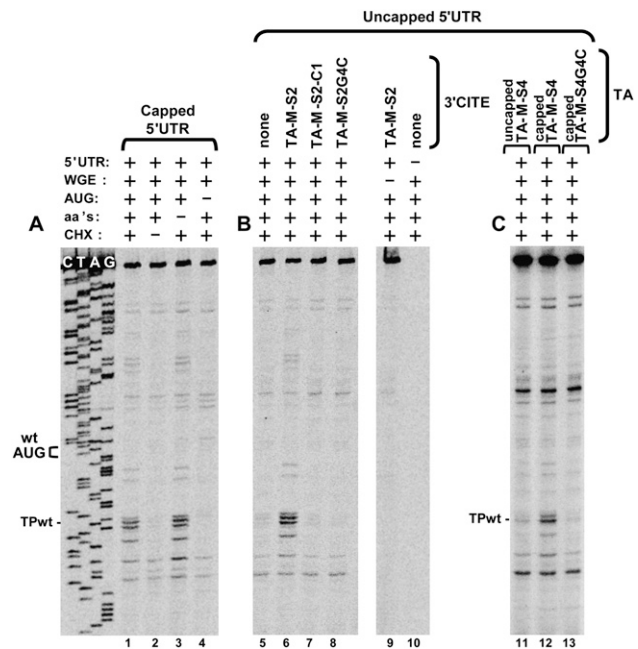 Uncapped 5'UTR
Capped
5'UTR
none
TA-M-S2
TA-M-S2-C1
TA-M-S2G4C
TA-M-S2
none
3'CITE
uncapped
TA-M-S4
capped
TA-M-S4
capped
TA-M-S4G4C
TA
5'UTR: + + + + + + + + + − + + +
WGE : + + + + + + + + − + + + +
AUG: + + + − + + + + + + + + +
aa's : + + − + + + + + + + + + +
CHX : + − + + + + + + + + + + +
A
B
C
C T A G
wt
AUG
TPwt -
TPwt -
1 2 3 4 5 6 7 8 9 10 11 12 13